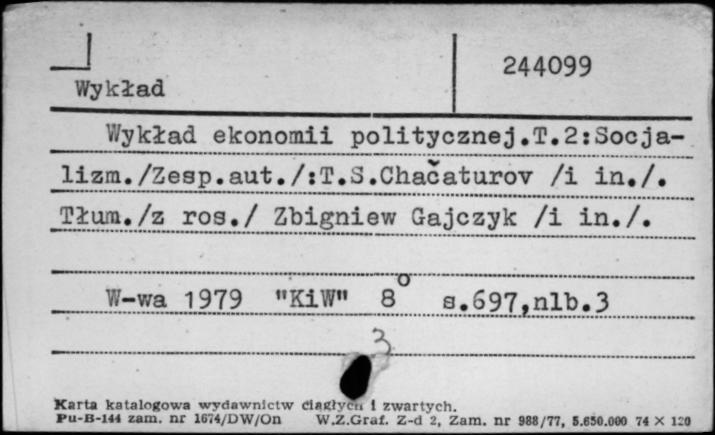 244099
Wykład
Wykład ekonomii politycznej.T.2:Socja-
lizm./Zesp.aut./:T.S.Chačaturov /i in./.
Tłum./z ros./ Zbigniew Gajczyk /i in./.
W-wa 1979 "KiW" 8° s.697,nlb.3
3
Karta katalogowa wydawnictw ciągłych i zwartych.
Pu-B-144 zam. nr 1674/DW/On W.Z.Graf. Z-d 2, Zam. nr 988/77, 5.650.000 74 X 120